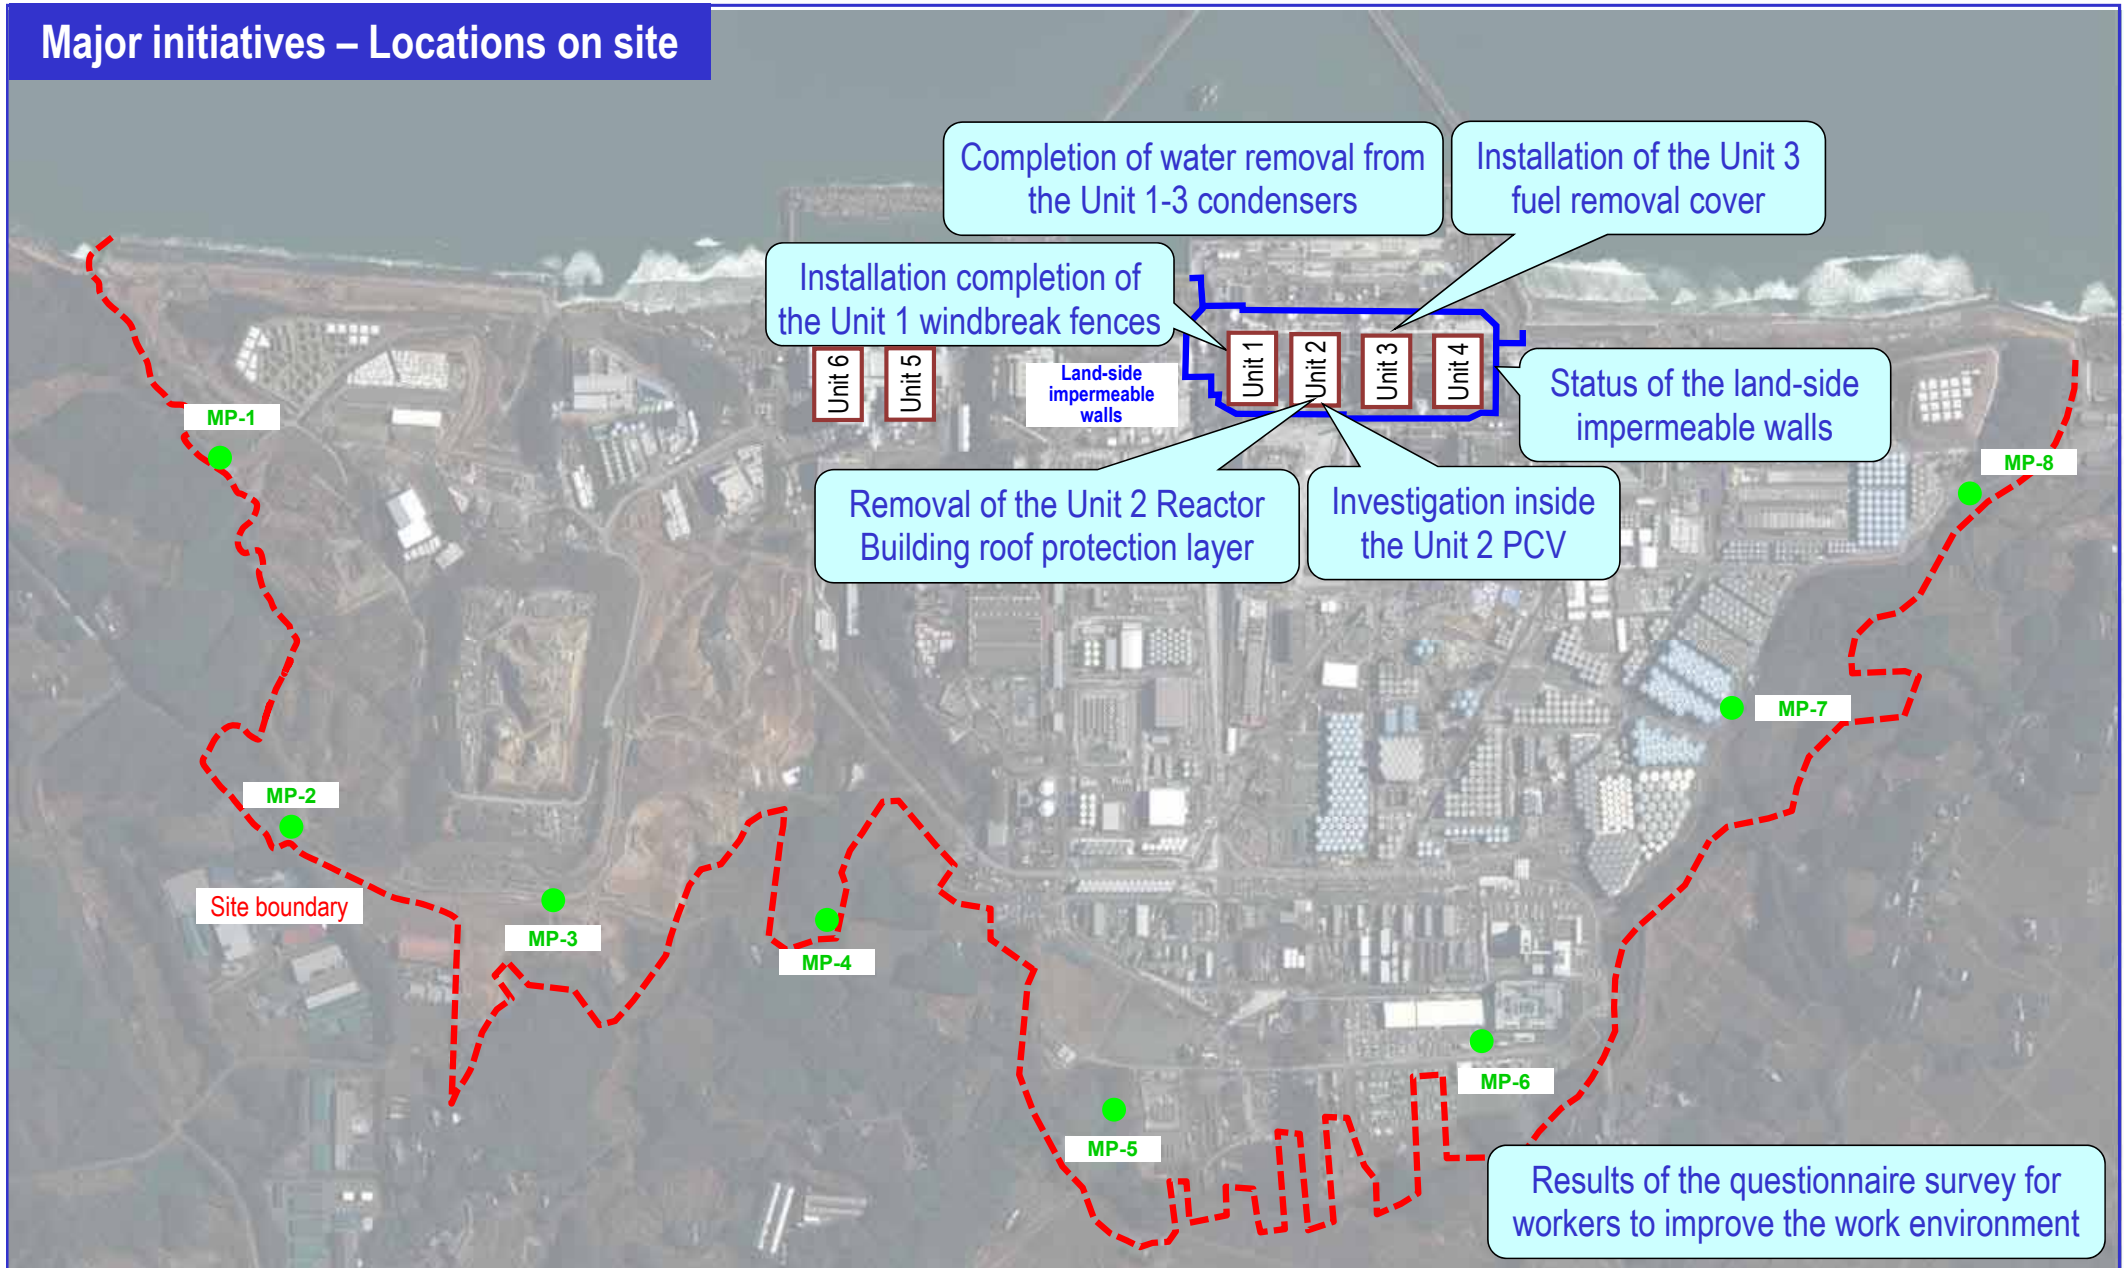 Major initiatives – Locations on site
Completion of water removal from
the Unit 1-3 condensers
Installation of the Unit 3
fuel removal cover
Installation completion of
the Unit 1 windbreak fences
Unit 6
Unit 5
Land-side
impermeable
walls
Unit 1
Unit 2
Unit 3
Unit 4
Status of the land-side
impermeable walls
MP-1
MP-8
Removal of the Unit 2 Reactor
Building roof protection layer
Investigation inside
the Unit 2 PCV
MP-7
MP-2
Site boundary
MP-3
MP-4
MP-6
MP-5
Results of the questionnaire survey for
workers to improve the work environment